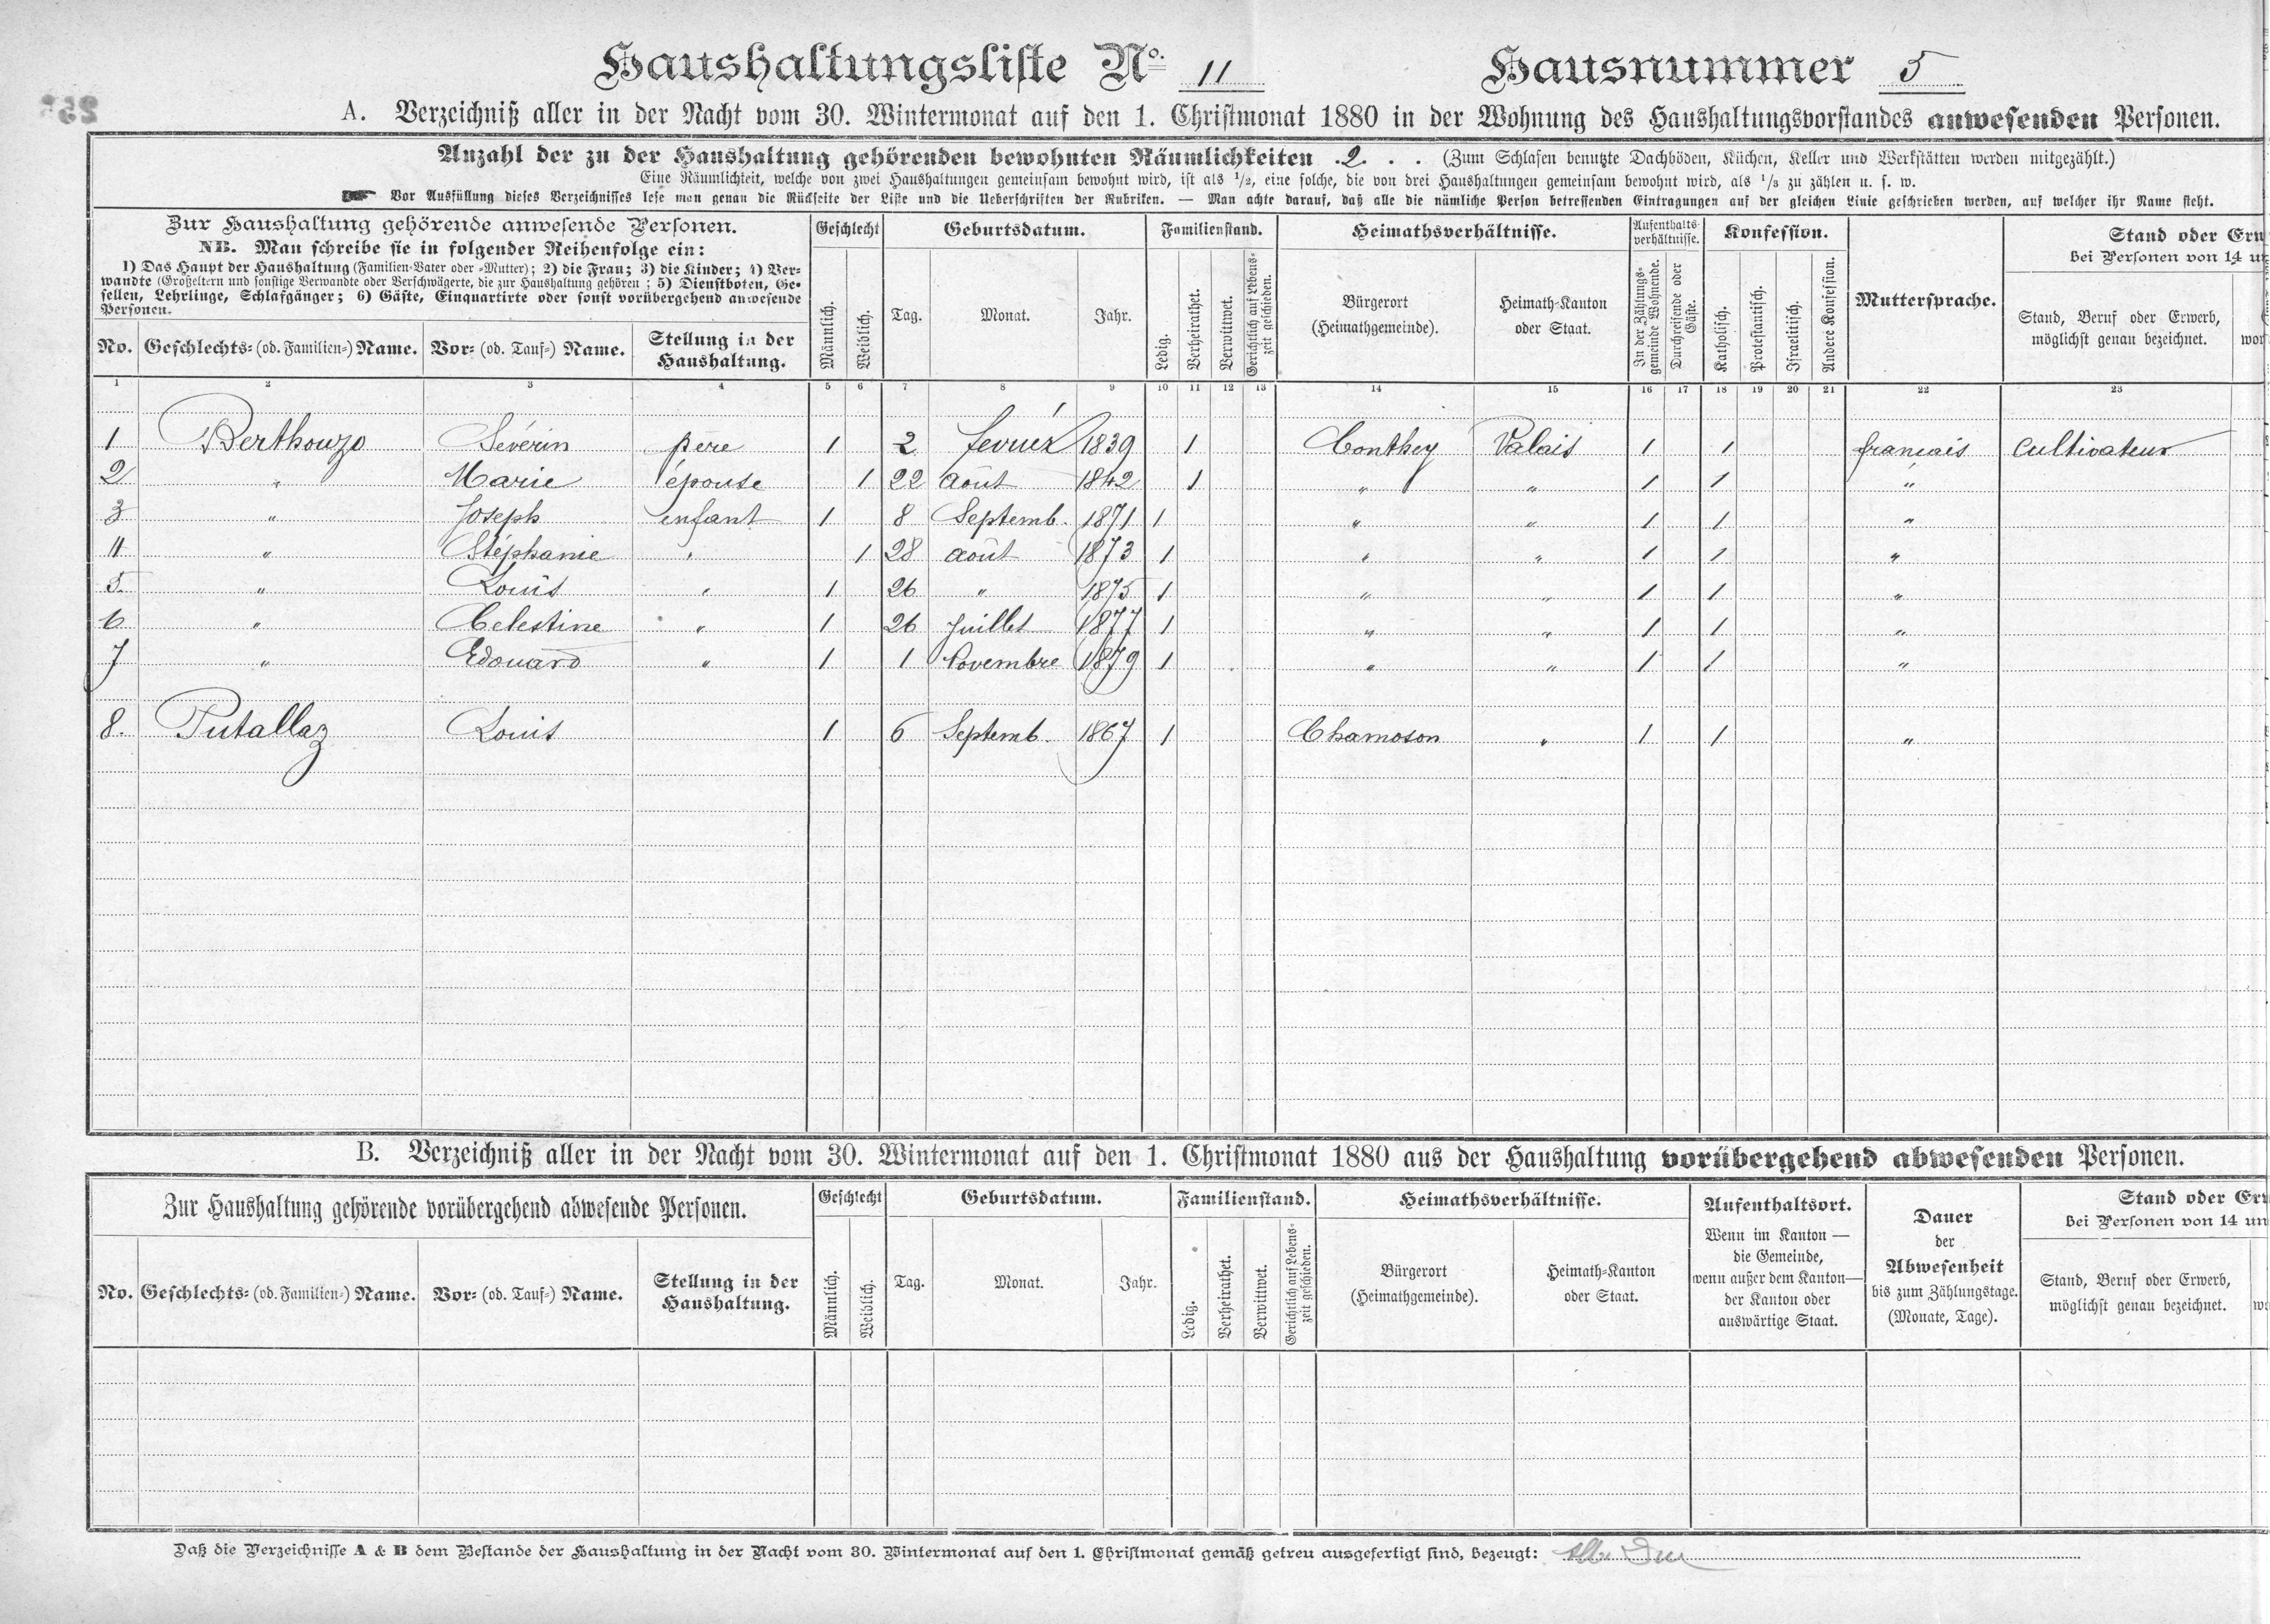 Haushaltungsliste No. 11 Hausnummer 5
A. Verzeichniß aller in der Nacht vom 30. Wintermonat auf den 1. Christmonat 1880 in der Wohnung des Haushaltungsvorstandes anwesenden Personen.
Anzahl der zu der Haushaltung gehörenden bewohnten Räumlichkeiten 2. . . (Zum Schlafen benutzte Dachböden, Küchen, Keller und Werkstätten werden mitgezählt.)
Eine Räumlichkeit, welche von zwei Haushaltungen gemeinsam bewohnt wird, ist als 1/2, eine solche, die von drei Haushaltungen gemeinsam bewohnt wird, als 1/3 zu zählen u. s. w.
Vor Ausfüllung dieses Verzeichnisses lese man genau die Rückseite der Liste und die Ueberschriften der Rubriken. — Man achte darauf, daß alle die nämliche Person betreffenden Eintragungen auf der gleichen Linie geschrieben werden, auf welcher ihr Name steht.
Zur Haushaltung gehörende anwesende Personen. Geschlecht Geburtsdatum. Familienstand. Heimathsverhältnisse. Aufenthalts-verhältnisse. Konfession. Stand oder Erw
NB. Man schreibe sie in folgender Reihenfolge ein: bei Personen von 14 u
1) Das Haupt der Haushaltung (Familien-Vater oder -Mutter); 2) die Frau; 3) die Kinder; 4) Ver-
wandte (Großeltern und sonstige Verwandte oder Verschwägerte, die zur Haushaltung gehören; 5) Dienstboten, Ge-
sellen, Lehrlinge, Schlafgänger; 6) Gäste, Einquartirte oder sonst vorübergehend anwesende
Personen.
No. Geschlechts- (od. Familien-) Name. Vor- (od. Tauf-) Name. Stellung in der Haushaltung. Männlich. Weiblich. Tag. Monat. Jahr. Ledig. Verheirathet. Verwittwet. Gerichtlich auf Lebens-zeit geschieden. Bürgerort (Heimathgemeinde). Heimath-Kanton oder Staat. In der Zählungs-gemeinde Wohnende. Durchreisende oder Gäste. Katholisch. Protestantisch. Israelitisch. Andere Konfession. Muttersprache. Stand, Beruf oder Erwerb, möglichst genau bezeichnet. wor
1 2 3 4 5 6 7 8 9 10 11 12 13 14 15 16 17 18 19 20 21 22 23
1 Berthouzo Sévérin père 1 2 fevrier 1839 1 Conthey Valais 1 1 français cultivateur
2 " Marie épouse 1 22 août 1842 1 " " 1 1 "
3 " Joseph enfant 1 8 Septemb. 1871 1 " " 1 1 "
4 " Stéphanie " 1 28 août 1873 1 " " 1 1 "
5. " Louis " 1 26 " 1875 1 " " 1 1 "
6 " Celestine " 1 26 Juillet 1877 1 " " 1 1 "
7 " Edouard " 1 1 Novembre 1879 1 " " 1 1 "
8. Putallaz Louis 1 6 Septemb. 1867 1 Chamoson " 1 1 "
B. Verzeichniß aller in der Nacht vom 30. Wintermonat auf den 1. Christmonat 1880 aus der Haushaltung vorübergehend abwesenden Personen.
Zur Haushaltung gehörende vorübergehend abwesende Personen. Geschlecht Geburtsdatum. Familienstand. Heimathsverhältnisse. Aufenthaltsort. Wenn im Kanton — die Gemeinde, wenn außer dem Kanton — der Kanton oder auswärtige Staat. Dauer der Abwesenheit bis zum Zählungstage. (Monate, Tage). Stand oder Erw
bei Personen von 14 un
No. Geschlechts- (od. Familien-) Name. Vor- (od. Tauf-) Name. Stellung in der Haushaltung. Männlich. Weiblich. Tag. Monat. Jahr. Ledig. Verheirathet. Verwittwet. Gerichtlich auf Lebens-zeit geschieden. Bürgerort (Heimathgemeinde). Heimath-Kanton oder Staat. Stand, Beruf oder Erwerb, möglichst genau bezeichnet. wo
Daß die Verzeichnisse A & B dem Bestande der Haushaltung in der Nacht vom 30. Wintermonat auf den 1. Christmonat gemäß getreu ausgefertigt sind, bezeugt: